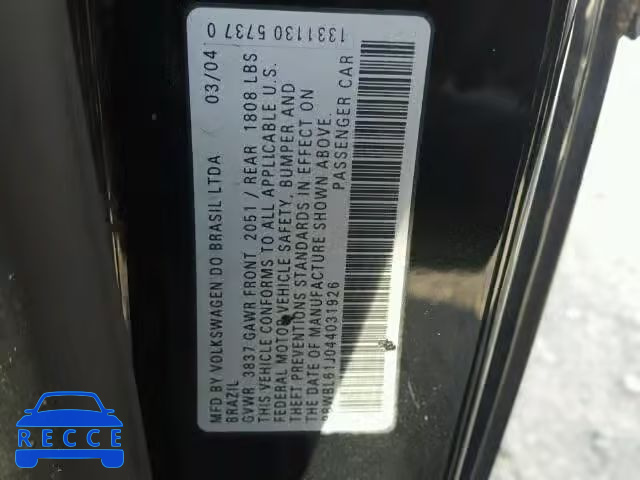 MFD BY VOLKSWAGEN DO BRASIL LTDA 03/04 1331130 5737 0
BRAZIL
GVWR 3837 GAWR FRONT 2051 / REAR 1808 LBS
THIS VEHICLE CONFORMS TO ALL APPLICABLE U.S.
FEDERAL MOTOR VEHICLE SAFETY, BUMPER AND
THEFT PREVENTIONS STANDARDS IN EFFECT ON
THE DATE OF MANUFACTURE SHOWN ABOVE.
9BWBL61J044031926 PASSENGER CAR
RECCE